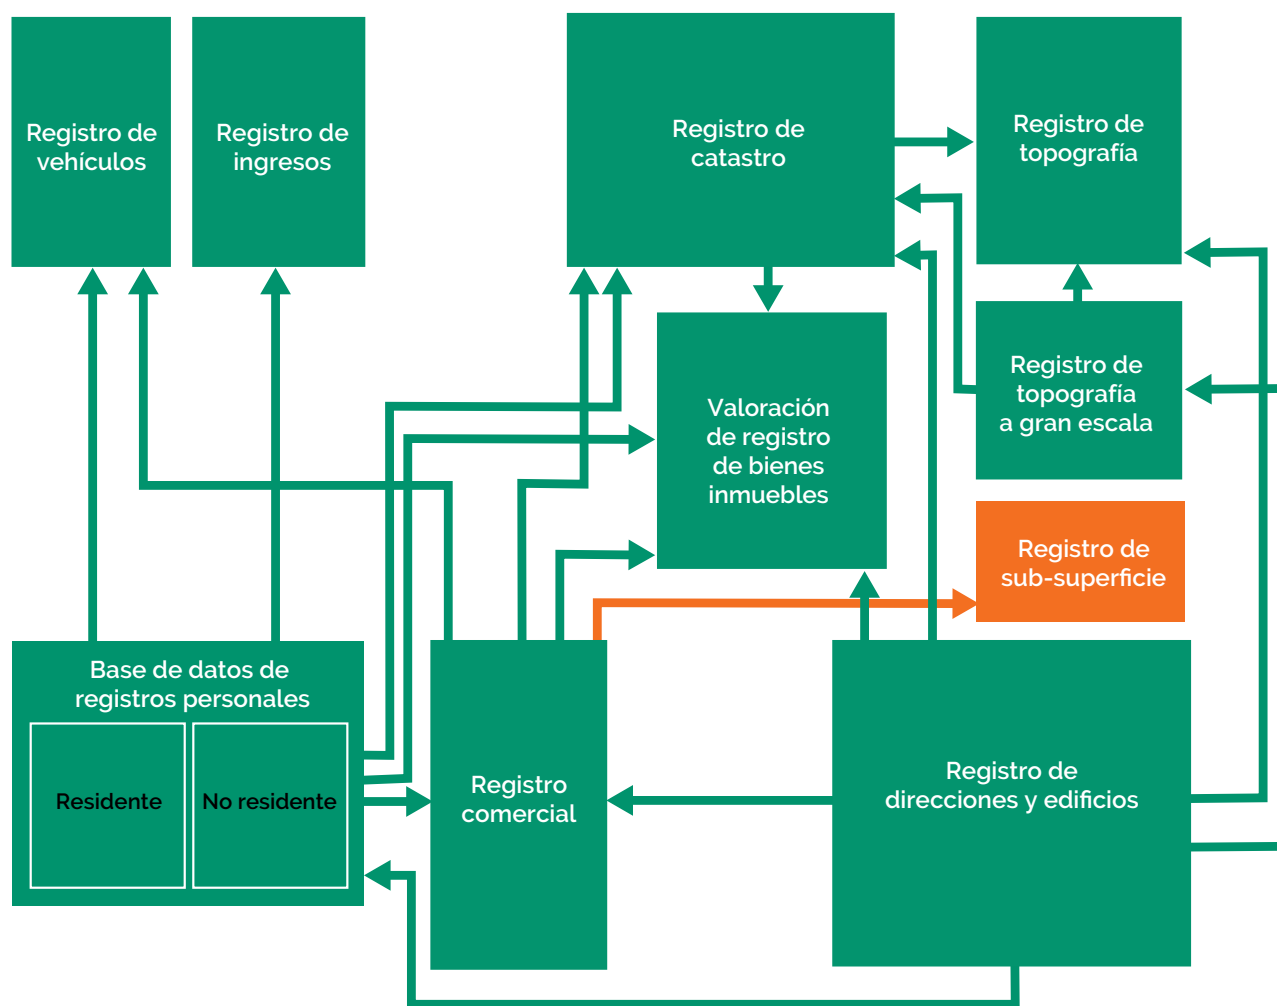 Registro de
vehículos
Registro de
ingresos
Registro de
catastro
Registro de
topografía
Valoración
de registro
de bienes
inmuebles
Registro de
topografía
a gran escala
Registro de
sub-superficie
Base de datos de
registros personales
Residente
No residente
Registro
comercial
Registro de
direcciones y edificios